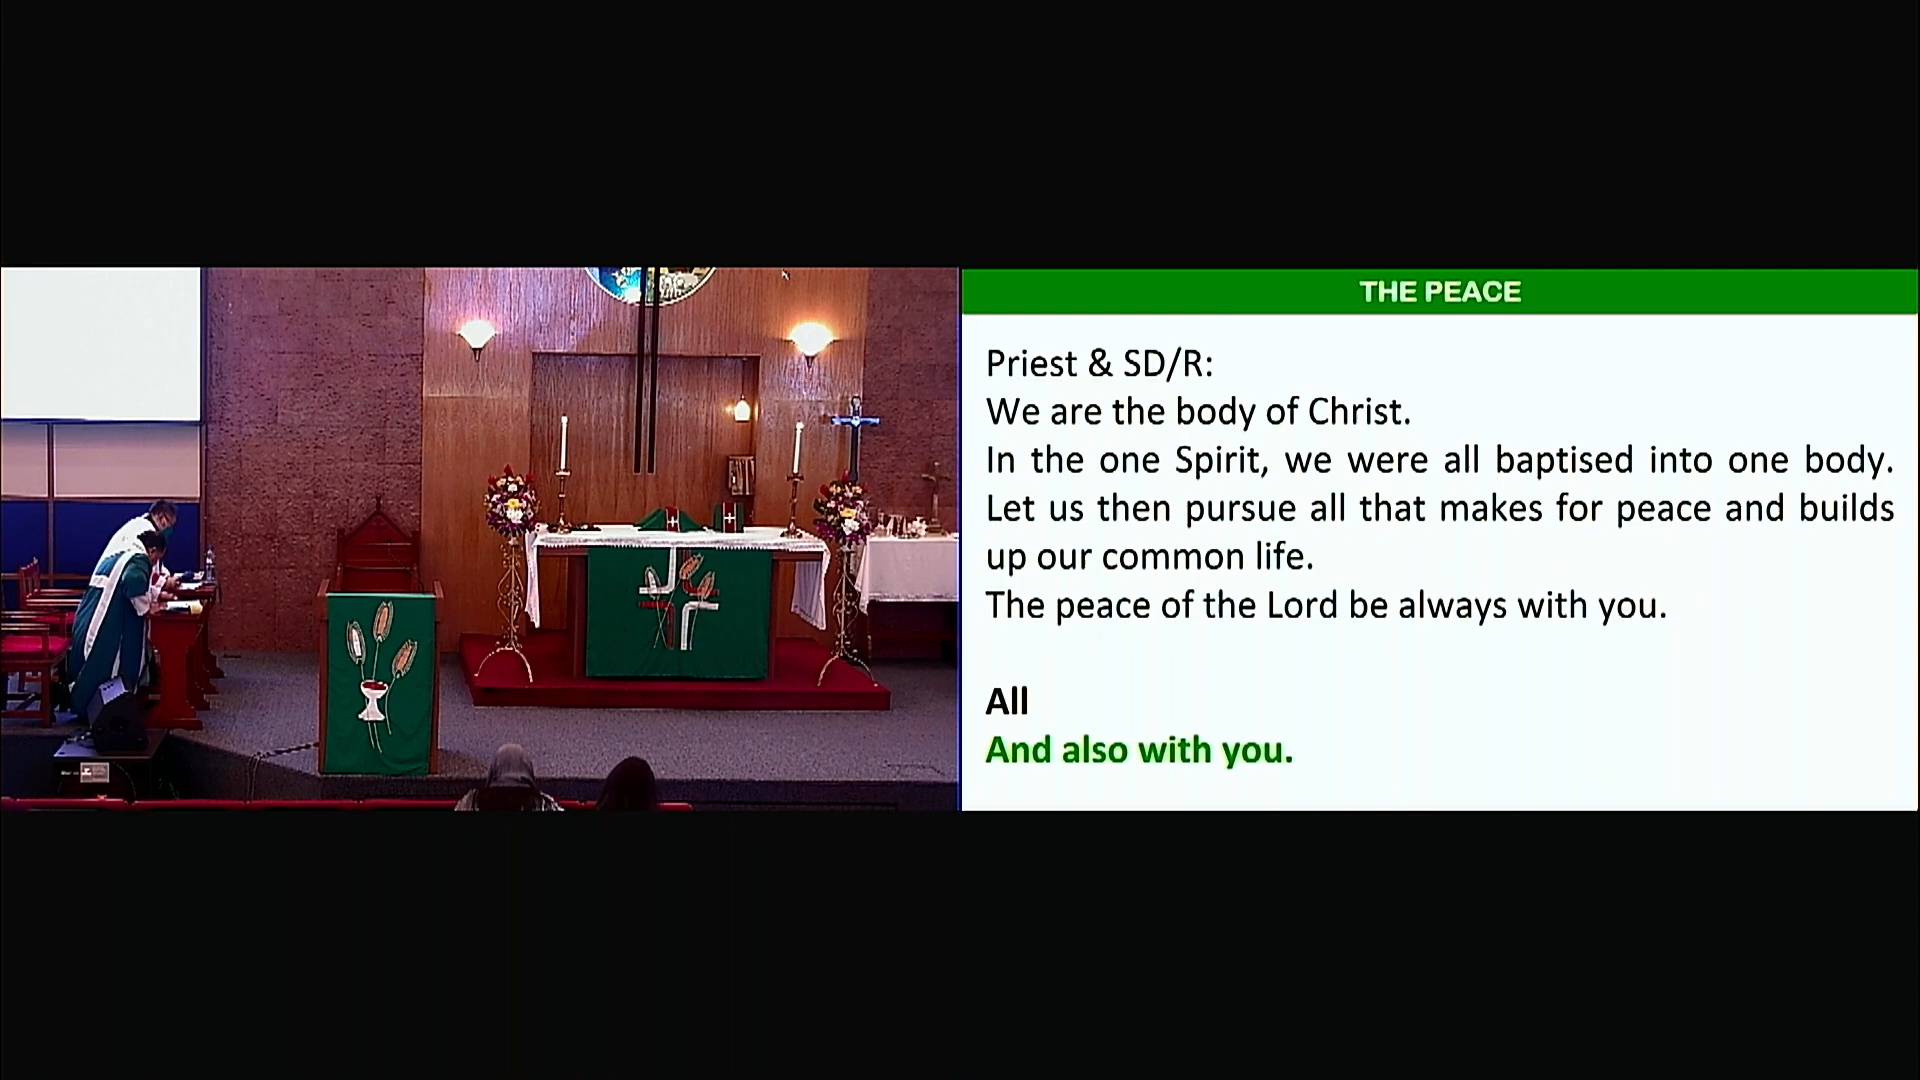 THE PEACE
Priest & SD/R:
We are the body of Christ.
In the one Spirit, we were all baptised into one body.
Let us then pursue all that makes for peace and builds
up our common life.
The peace of the Lord be always with you.
All
And also with you.